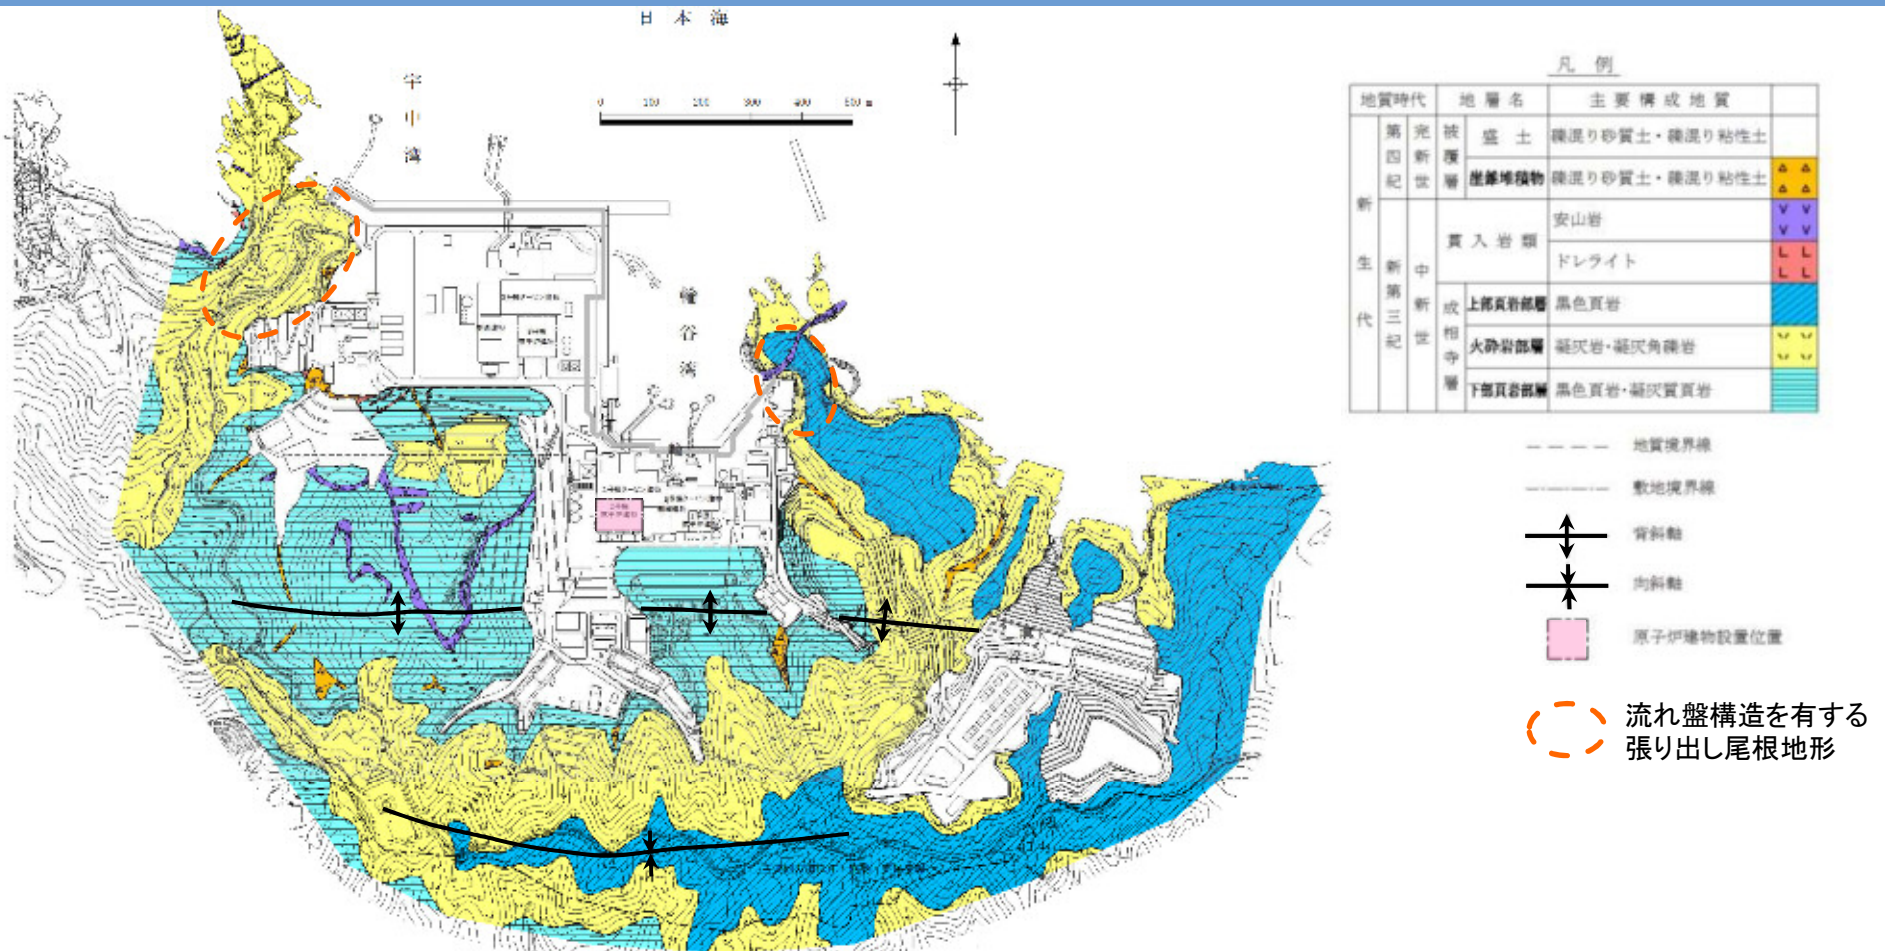 日本海
宇中湾
0 100 200 300 400 500 m
輪谷湾
凡例
地質時代 地層名 主要構成地質
新生代 第四紀 完新世 被覆層 盛土 礫混り砂質土・礫混り粘性土
崖錐堆積物 礫混り砂質土・礫混り粘性土
新第三紀 中新世 貫入岩類 安山岩
ドレライト
成相寺層 上部頁岩部層 黒色頁岩
火砕岩部層 凝灰岩・凝灰角礫岩
下部頁岩部層 黒色頁岩・凝灰質頁岩
地質境界線
敷地境界線
背斜軸
向斜軸
原子炉建物設置位置
流れ盤構造を有する
張り出し尾根地形